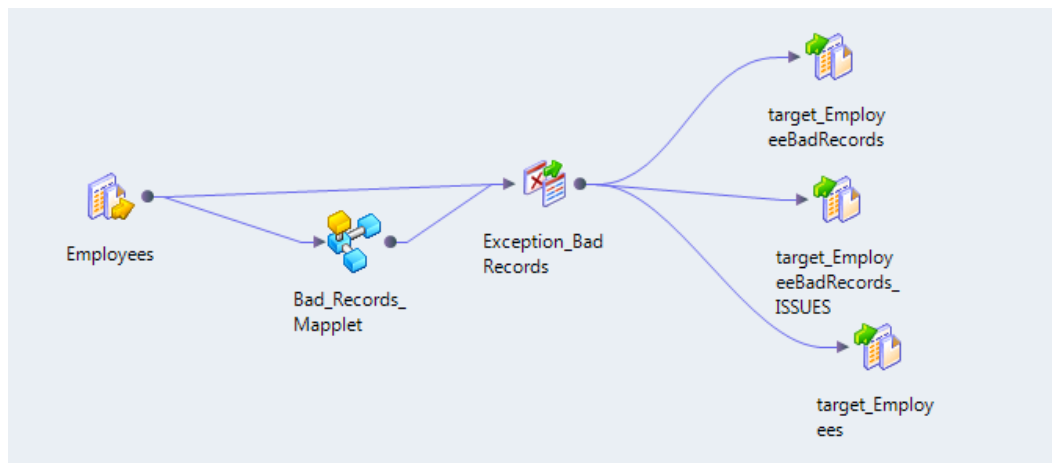 Employees
Bad_Records_
Mapplet
Exception_Bad
Records
target_Employ
eeBadRecords
target_Employ
eeBadRecords_
ISSUES
target_Employ
ees